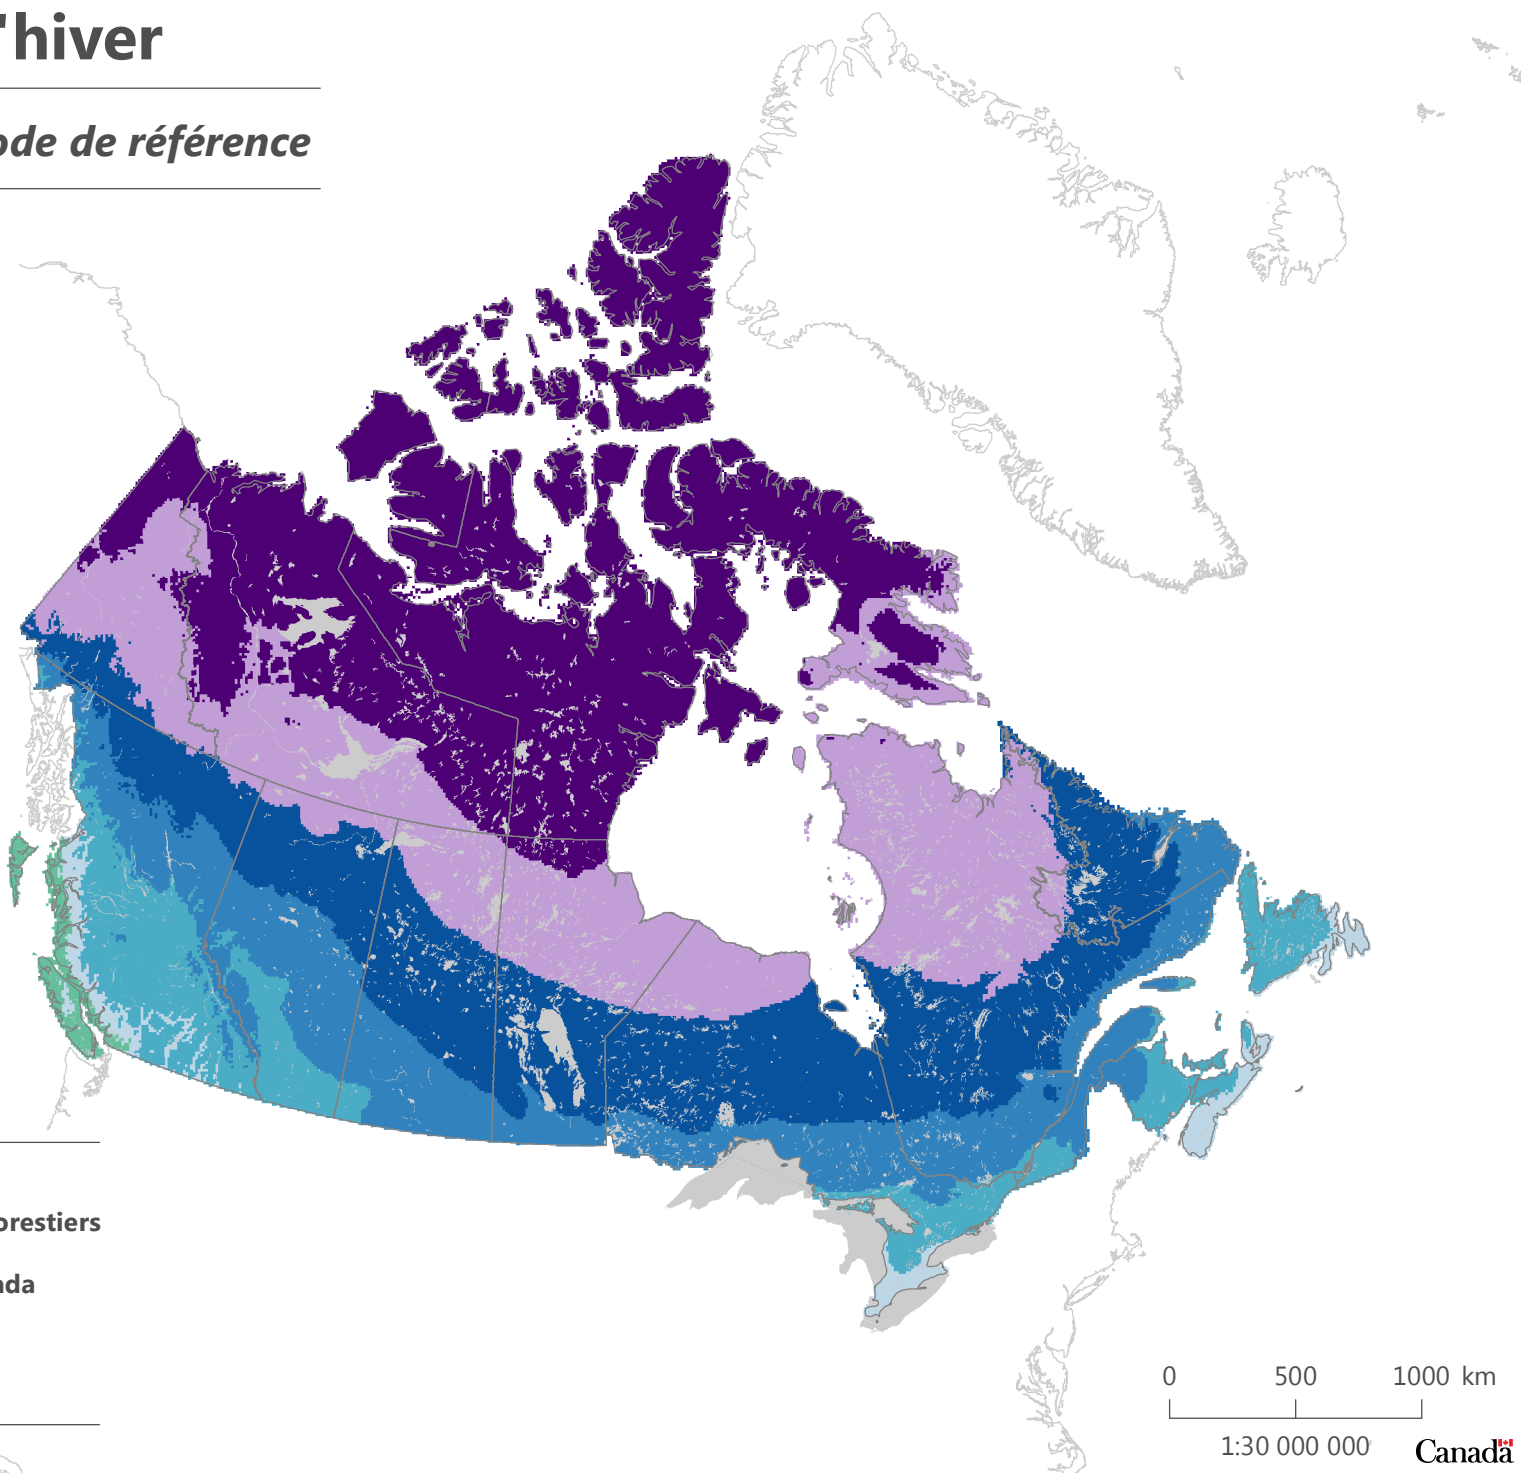 'hiver
ode de référence
orestiers
ada
0 500 1000 km
1:30 000 000
Canada